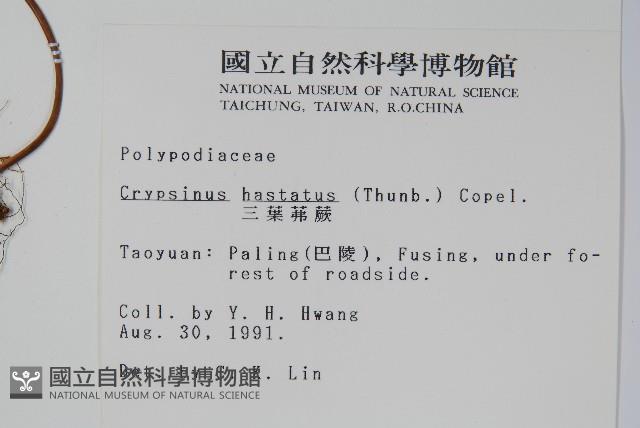 國立自然科學博物館
NATIONAL MUSEUM OF NATURAL SCIENCE
TAICHUNG, TAIWAN, R.O.CHINA
Polypodiaceae
Crypsinus hastatus (Thunb.) Copel.
三葉茀蕨
Taoyuan: Paling(巴陵), Fusing, under fo-
rest of roadside.
Coll. by Y. H. Hwang
Aug. 30, 1991.
Lin
國立自然科學博物館
NATIONAL MUSEUM OF NATURAL SCIENCE